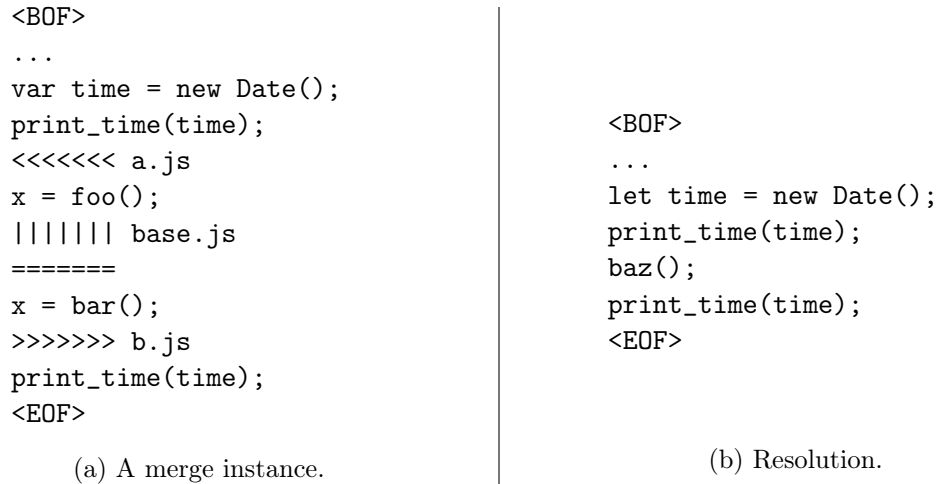 <BOF>
...
var time = new Date();
print_time(time);
<<<<<<< a.js
x = foo();
||||||| base.js
=======
x = bar();
>>>>>>> b.js
print_time(time);
<EOF>
(a) A merge instance.
<BOF>
...
let time = new Date();
print_time(time);
baz();
print_time(time);
<EOF>
(b) Resolution.